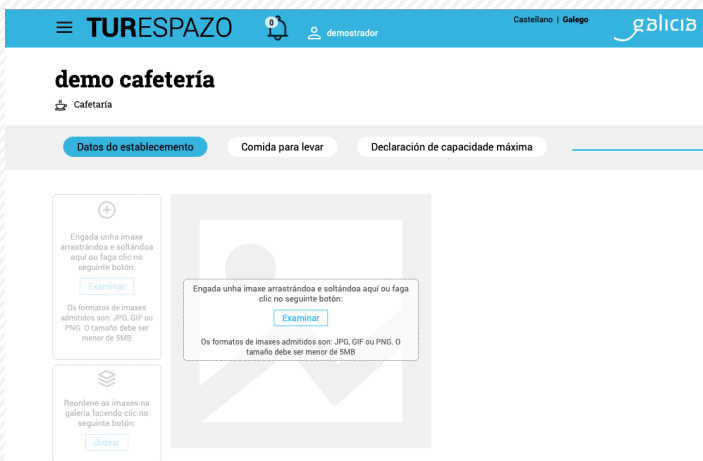 TURESPAZO
0
demostrador
Castellano | Galego
galicia
demo cafetería
Cafetaría
Datos do establecemento
Comida para levar
Declaración de capacidade máxima
Engada unha imaxe
arrastrándoa e soltándoa
aquí ou faga clic no
seguinte botón:
Examinar
Os formatos de imaxes
admitidos son: JPG, GIF ou
PNG. O tamaño debe ser
menor de 5MB
Engada unha imaxe arrastrándoa e soltándoa aquí ou faga
clic no seguinte botón:
Examinar
Os formatos de imaxes admitidos son: JPG, GIF ou PNG. O
tamaño debe ser menor de 5MB
Reordene as imaxes na
galería facendo clic no
seguinte botón:
Ordear